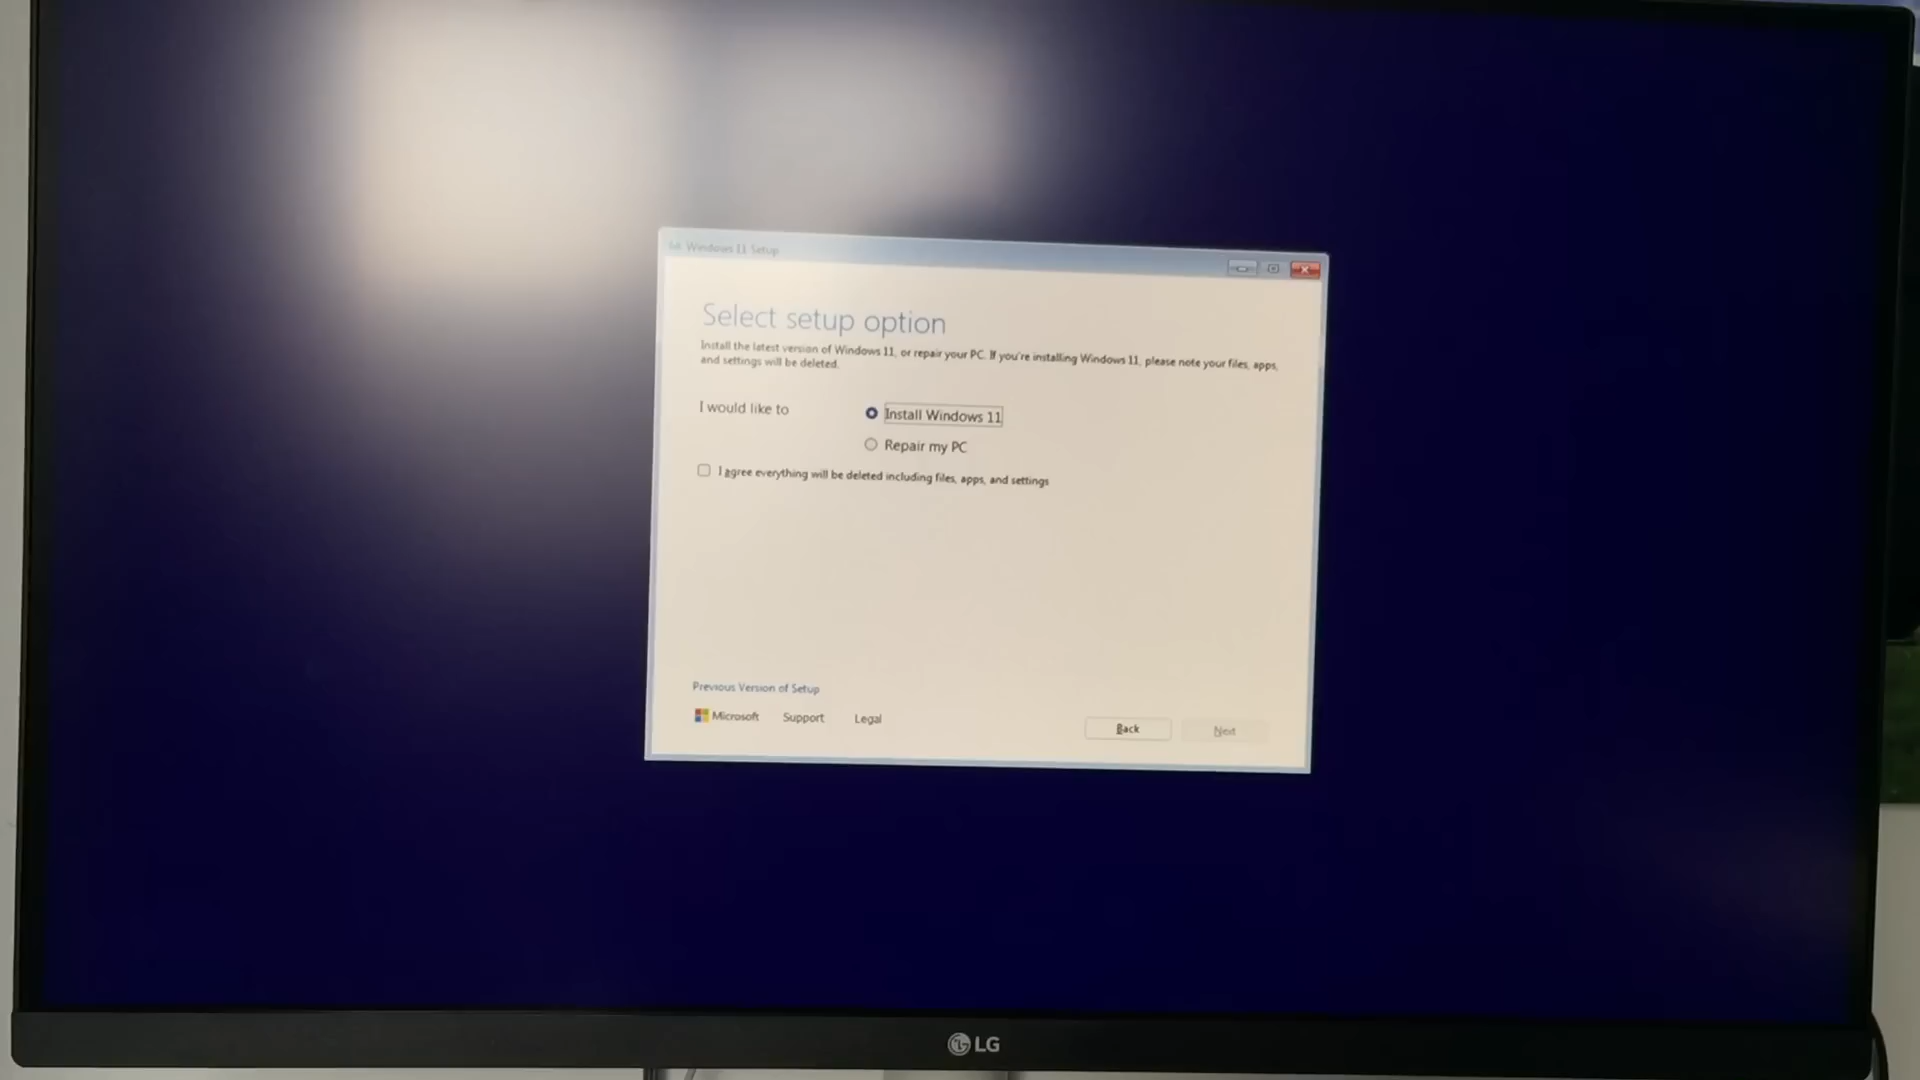 Windows 11 Setup
Select setup option
Install the latest version of Windows 11, or repair your PC. If you're installing Windows 11, please note your files, apps,
and settings will be deleted.
I would like to
Install Windows 11
Repair my PC
I agree everything will be deleted including files, apps, and settings
Previous Version of Setup
Microsoft Support Legal
Back Next
LG